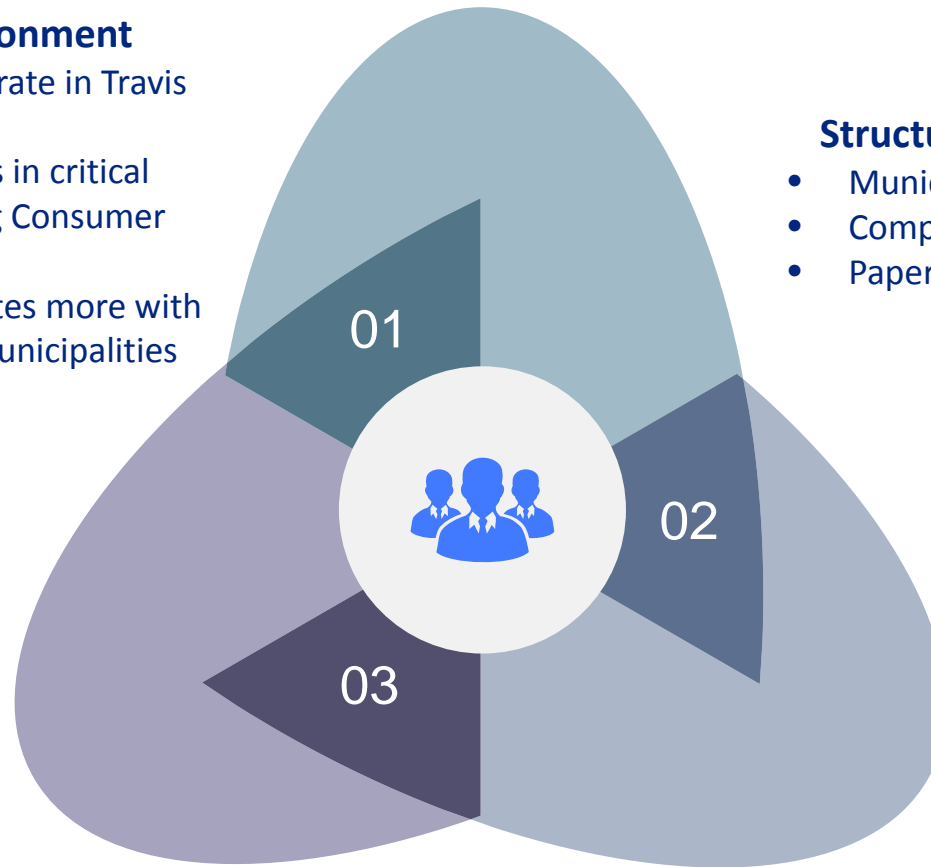 onment
rate in Travis
s in critical
g Consumer
tes more with
unicipalities
Structu
• Munic
• Comp
• Paper
01
02
03